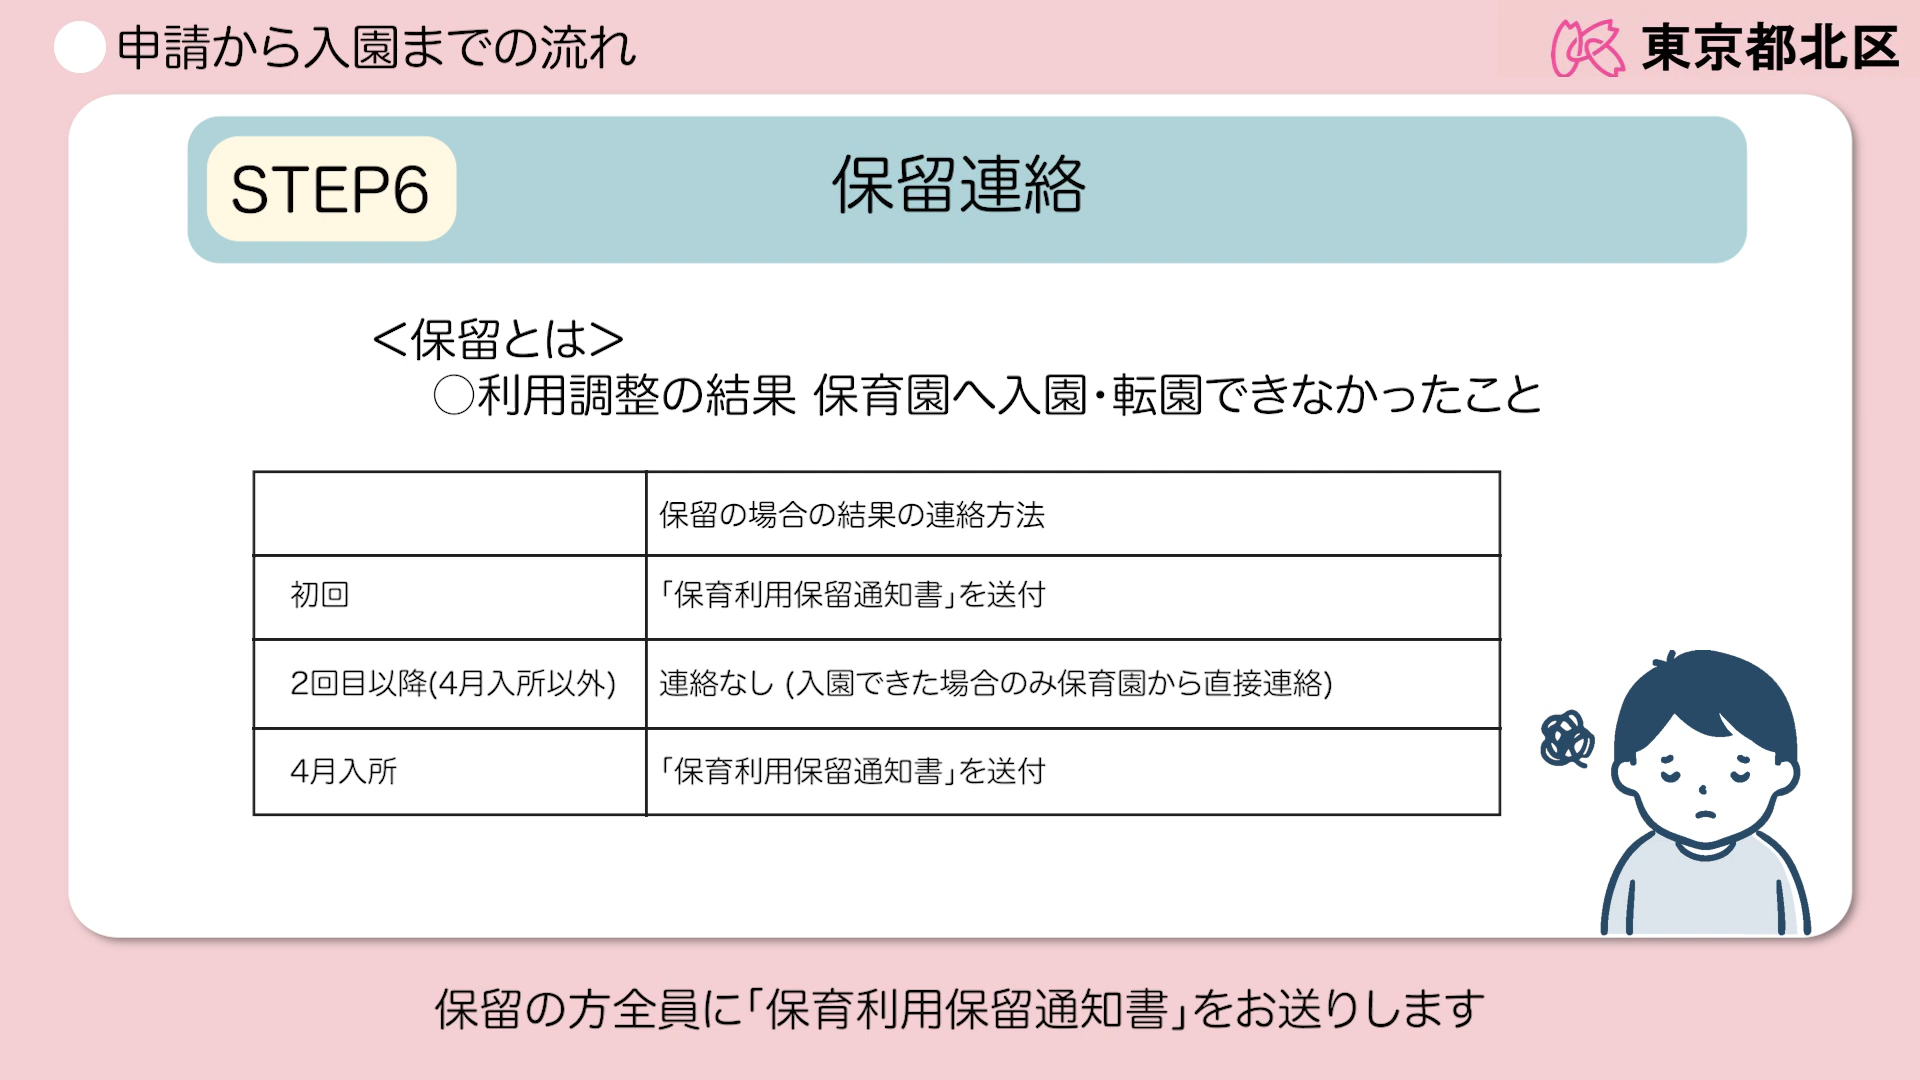 申請から入園までの流れ
東京都北区
STEP6
保留連絡
＜保留とは＞
○利用調整の結果 保育園へ入園・転園できなかったこと
保留の場合の結果の連絡方法
初回
「保育利用保留通知書」を送付
2回目以降(4月入所以外)
連絡なし (入園できた場合のみ保育園から直接連絡)
4月入所
「保育利用保留通知書」を送付
保留の方全員に「保育利用保留通知書」をお送りします